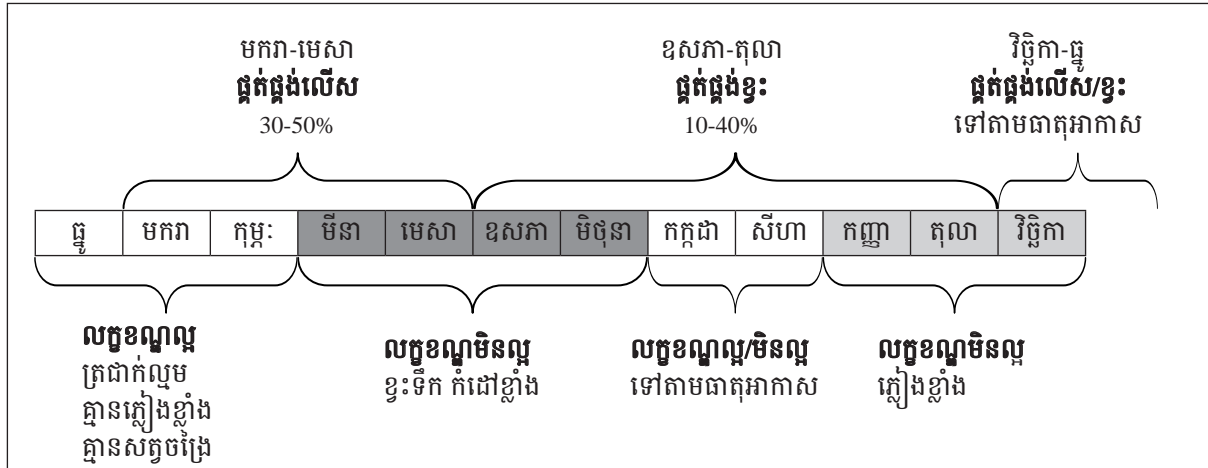 មករា-មេសា
ផ្គត់ផ្គង់លើស
30-50%
ឧសភា-តុលា
ផ្គត់ផ្គង់ខ្វះ
10-40%
វិច្ឆិកា-ធ្នូ
ផ្គត់ផ្គង់លើស/ខ្វះ
ទៅតាមធាតុអាកាស
ធ្នូ មករា កុម្ភៈ មីនា មេសា ឧសភា មិថុនា កក្កដា សីហា កញ្ញា តុលា វិច្ឆិកា
លក្ខខណ្ឌល្អ
ត្រជាក់ល្មម
គ្មានភ្លៀងខ្លាំង
គ្មានសត្វចង្រៃ
លក្ខខណ្ឌមិនល្អ
ខ្វះទឹក កំដៅខ្លាំង
លក្ខខណ្ឌល្អ/មិនល្អ
ទៅតាមធាតុអាកាស
លក្ខខណ្ឌមិនល្អ
ភ្លៀងខ្លាំង